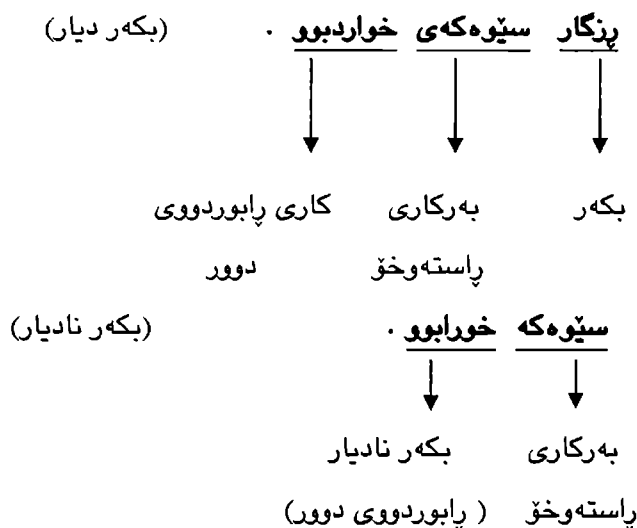 ڕزگار سێوەکەی خواردبوو . (بکەر دیار)
بکەر بەرکاری کاری ڕابوردووی
ڕاستەوخۆ دوور
سێوەکە خورابوو . (بکەر نادیار)
بەرکاری بکەر نادیار
ڕاستەوخۆ ( ڕابوردووی دوور)